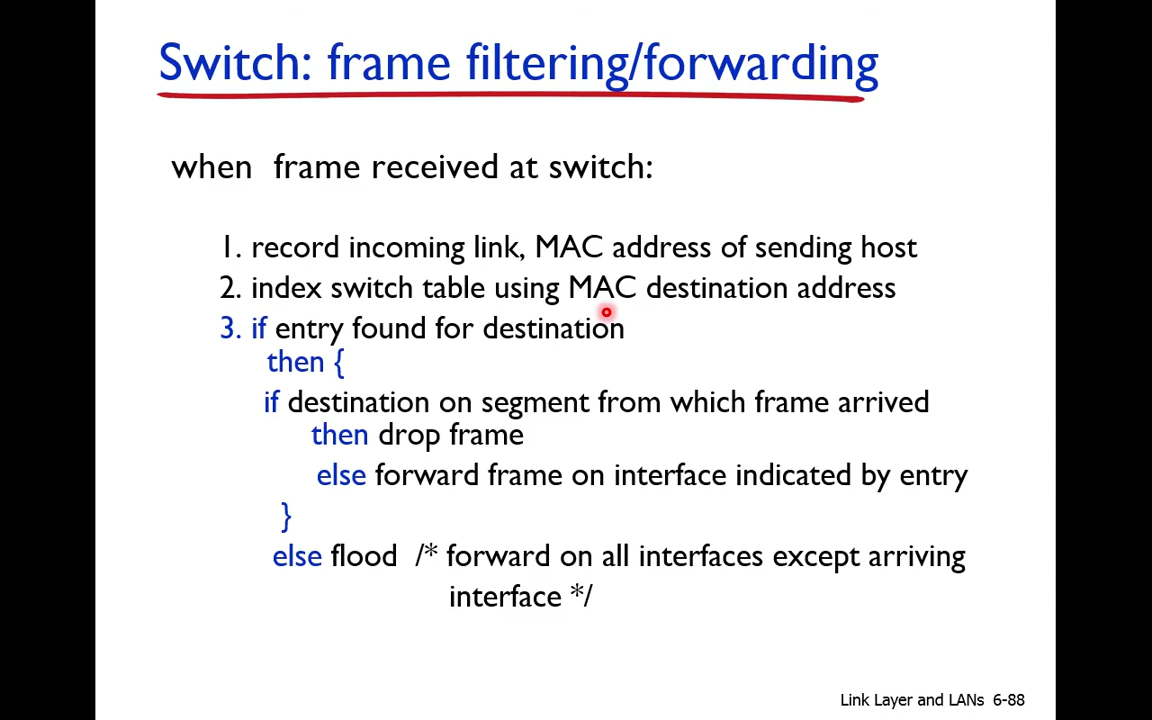 Switch: frame filtering/forwarding
when frame received at switch:
1. record incoming link, MAC address of sending host
2. index switch table using MAC destination address
3. if entry found for destination
then {
if destination on segment from which frame arrived
then drop frame
else forward frame on interface indicated by entry
}
else flood /* forward on all interfaces except arriving
interface */
Link Layer and LANs 6-88